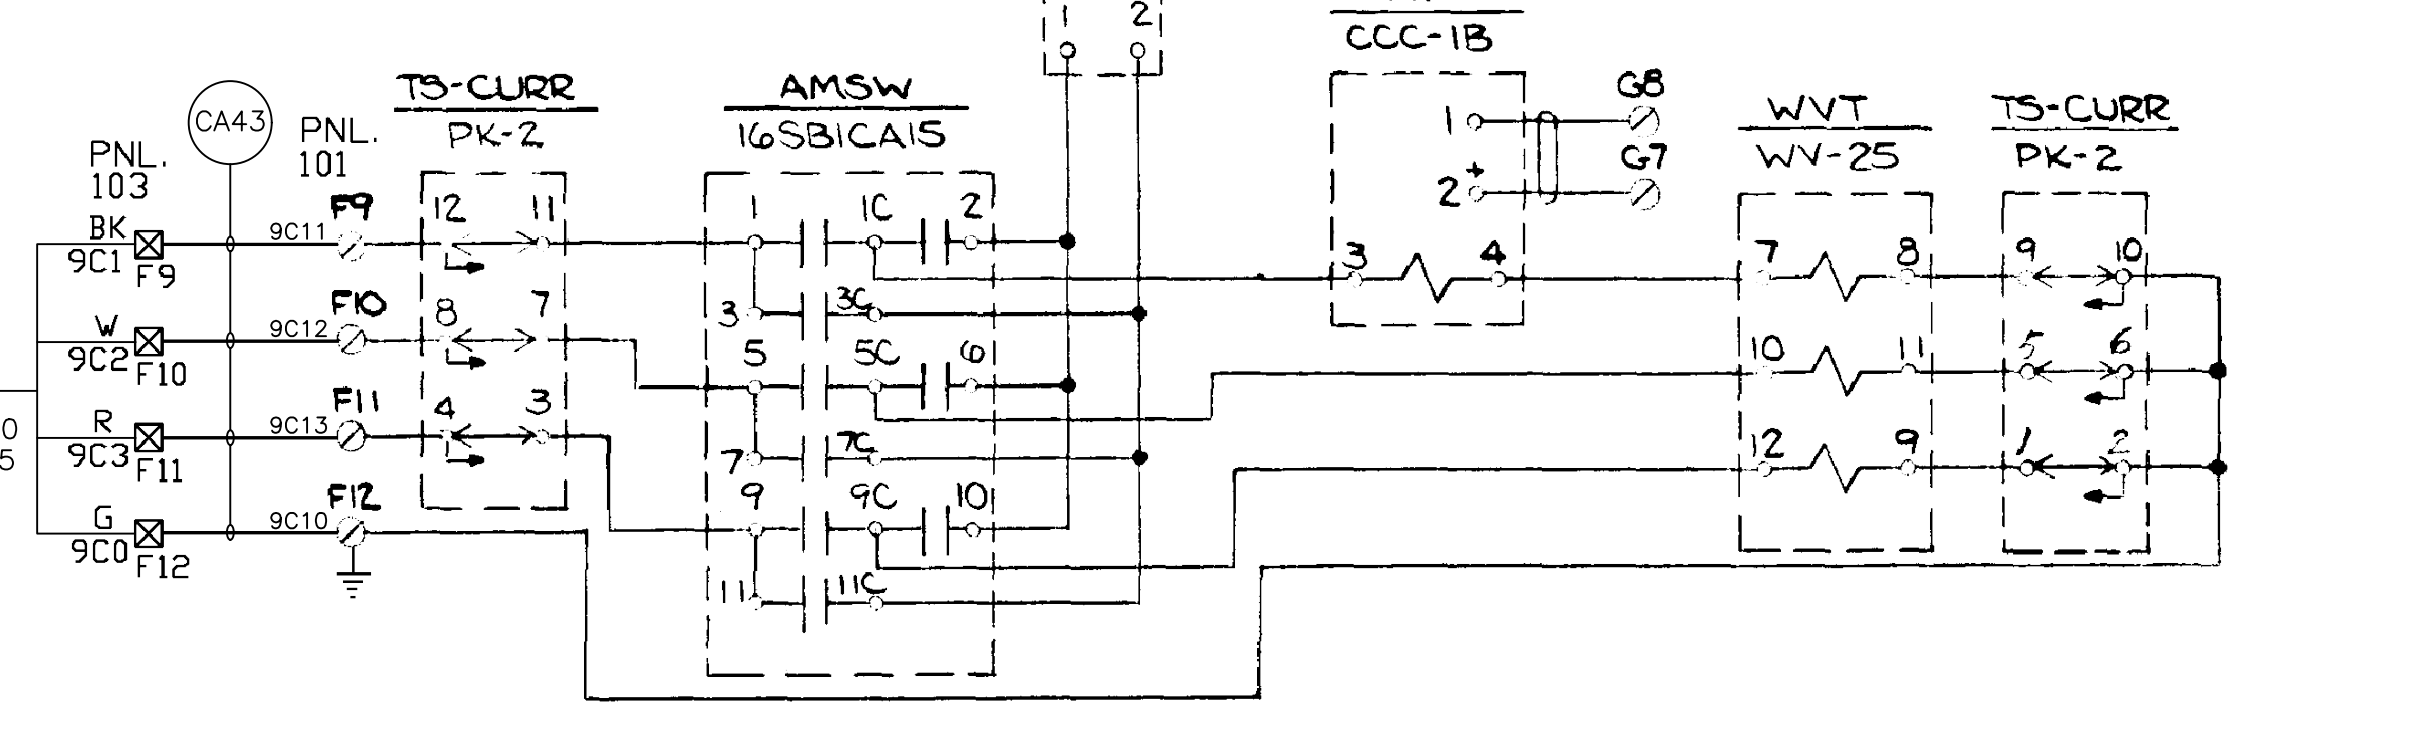 1 2
CCC-1B
TS-CURR
PK-2
AMSW
16SB1CA15
CA43
PNL.
101
PNL.
103
G8
1
G7
+
2
WVT
WV-25
TS-CURR
PK-2
BK
9C1
F9
9C11
F9
12 11
1 1C 2
3 4
7 8
9 10
W
9C2
F10
9C12
F10
8 7
3 3C
5 5C 6
10 11
5 6
0
5
R
9C3
F11
9C13
F11
4 3
7 7C
9 9C 10
12 9
1 2
G
9C0
F12
9C10
F12
11 11C